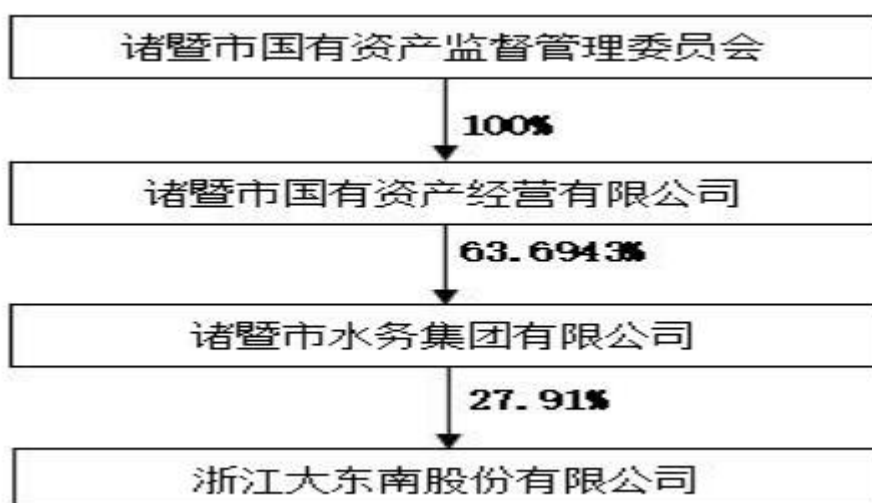 诸暨市国有资产监督管理委员会
100%
诸暨市国有资产经营有限公司
63.6943%
诸暨市水务集团有限公司
27.91%
浙江大东南股份有限公司